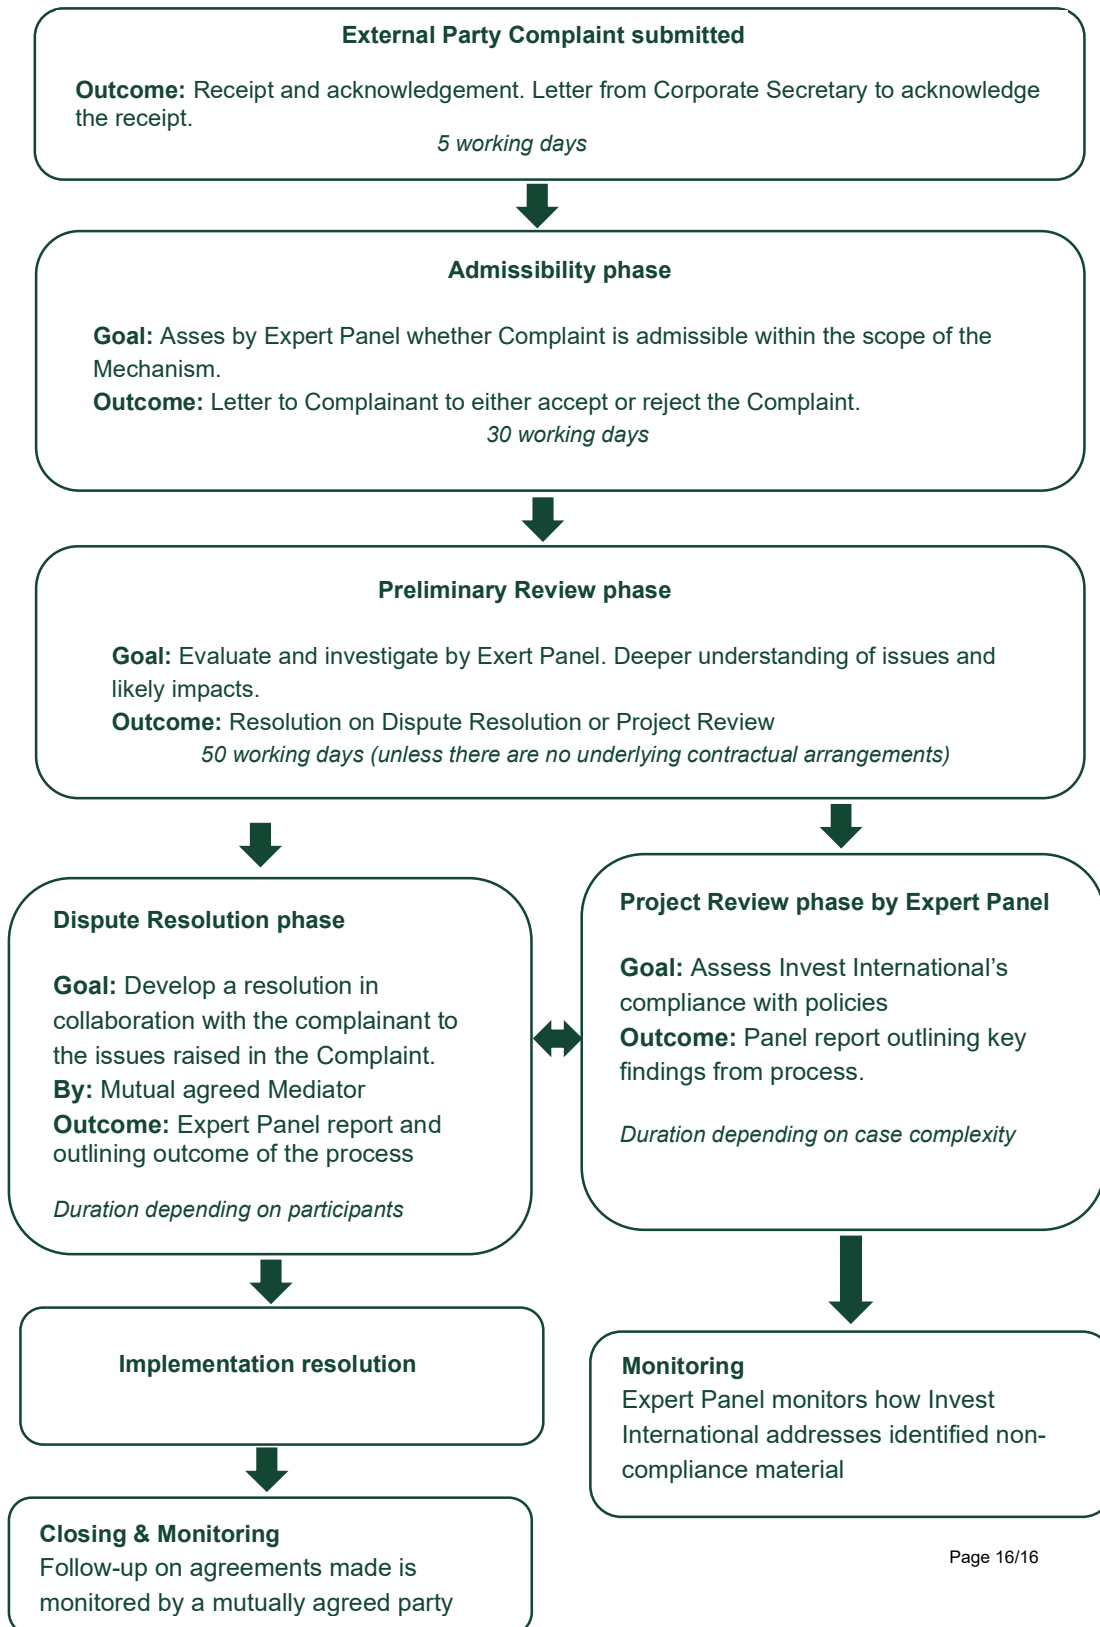 External Party Complaint submitted
Outcome: Receipt and acknowledgement. Letter from Corporate Secretary to acknowledge
the receipt.
5 working days
Admissibility phase
Goal: Asses by Expert Panel whether Complaint is admissible within the scope of the
Mechanism.
Outcome: Letter to Complainant to either accept or reject the Complaint.
30 working days
Preliminary Review phase
Goal: Evaluate and investigate by Exert Panel. Deeper understanding of issues and
likely impacts.
Outcome: Resolution on Dispute Resolution or Project Review
50 working days (unless there are no underlying contractual arrangements)
Dispute Resolution phase
Goal: Develop a resolution in
collaboration with the complainant to
the issues raised in the Complaint.
By: Mutual agreed Mediator
Outcome: Expert Panel report and
outlining outcome of the process
Duration depending on participants
Project Review phase by Expert Panel
Goal: Assess Invest International’s
compliance with policies
Outcome: Panel report outlining key
findings from process.
Duration depending on case complexity
Implementation resolution
Monitoring
Expert Panel monitors how Invest
International addresses identified non-
compliance material
Closing & Monitoring
Follow-up on agreements made is
monitored by a mutually agreed party
Page 16/16